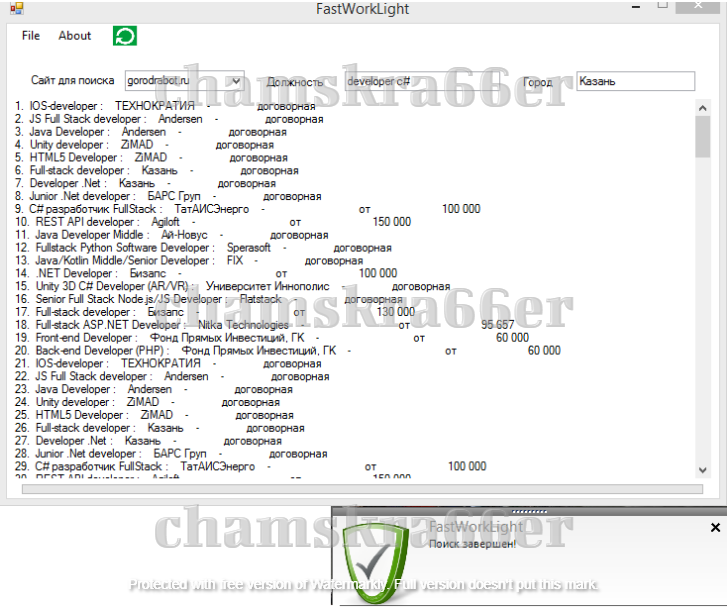 FastWorkLight
File About
Сайт для поиска gorodrabot.ru Должность developer c# Город Казань
chamskra66er
1. IOS-developer : ТЕХНОКРАТИЯ - договорная
2. JS Full Stack developer : Andersen - договорная
3. Java Developer : Andersen - договорная
4. Unity developer : ZiMAD - договорная
5. HTML5 Developer : ZiMAD - договорная
6. Full-stack developer : Казань - договорная
7. Developer .Net : Казань - договорная
8. Junior .Net developer : БАРС Груп - договорная
9. C# разработчик FullStack : ТатАИСЭнерго - от 100 000
10. REST API developer : Agiloft - от 150 000
11. Java Developer Middle : Ай-Новус - договорная
12. Fullstack Python Software Developer : Sperasoft - договорная
13. Java/Kotlin Middle/Senior Developer : FIX - договорная
14. .NET Developer : Бизапс - от 100 000
15. Unity 3D C# Developer (AR/VR) : Университет Иннополис - договорная
16. Senior Full Stack Node.js/JS Developer : Flatstack - договорная
chamskra66er
17. Full-stack developer : Бизапс - от 130 000
18. Full-stack ASP.NET Developer : Nitka Technologies - от 95 657
19. Front-end Developer : Фонд Прямых Инвестиций, ГК - от 60 000
20. Back-end Developer (PHP) : Фонд Прямых Инвестиций, ГК - от 60 000
21. IOS-developer : ТЕХНОКРАТИЯ - договорная
22. JS Full Stack developer : Andersen - договорная
23. Java Developer : Andersen - договорная
24. Unity developer : ZiMAD - договорная
25. HTML5 Developer : ZiMAD - договорная
26. Full-stack developer : Казань - договорная
27. Developer .Net : Казань - договорная
28. Junior .Net developer : БАРС Груп - договорная
29. C# разработчик FullStack : ТатАИСЭнерго - от 100 000
30. REST API developer : Agiloft - от 150 000
chamskra66er
FastWorkLight
Поиск завершен!
Protected with free version of Watermarkly. Full version doesn't put this mark.